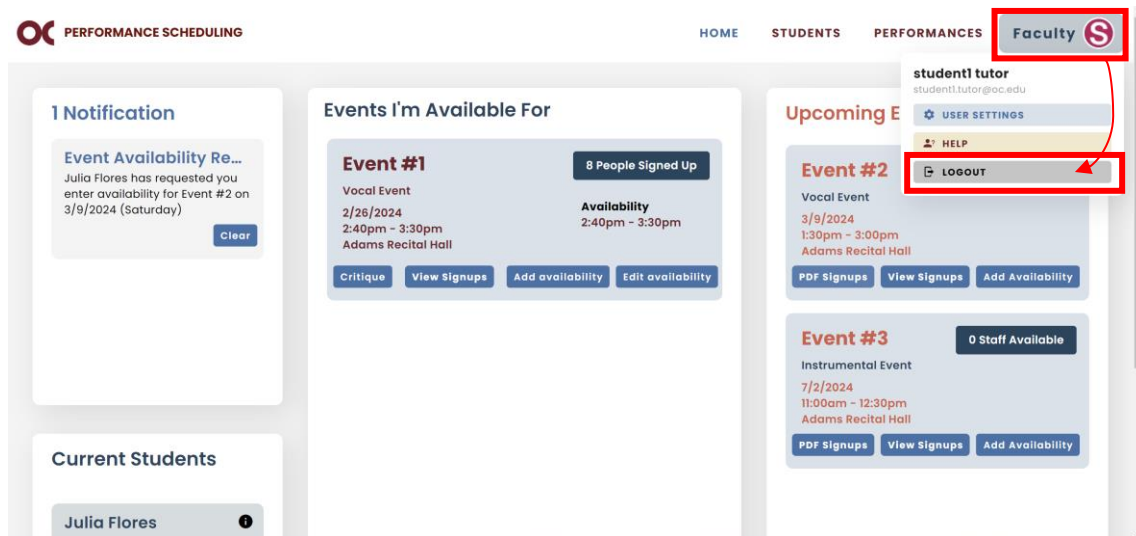 OC PERFORMANCE SCHEDULING
HOME
STUDENTS
PERFORMANCES
Faculty
S
student1 tutor
student1.tutor@oc.edu
USER SETTINGS
HELP
LOGOUT
1 Notification
Event Availability Re...
Julia Flores has requested you
enter availability for Event #2 on
3/9/2024 (Saturday)
Clear
Events I'm Available For
Event #1
8 People Signed Up
Vocal Event
2/26/2024
2:40pm - 3:30pm
Adams Recital Hall
Availability
2:40pm - 3:30pm
Critique
View Signups
Add availability
Edit availability
Upcoming E
Event #2
Vocal Event
3/9/2024
1:30pm - 3:00pm
Adams Recital Hall
PDF Signups
View Signups
Add Availability
Event #3
0 Staff Available
Instrumental Event
7/2/2024
11:00am - 12:30pm
Adams Recital Hall
PDF Signups
View Signups
Add Availability
Current Students
Julia Flores